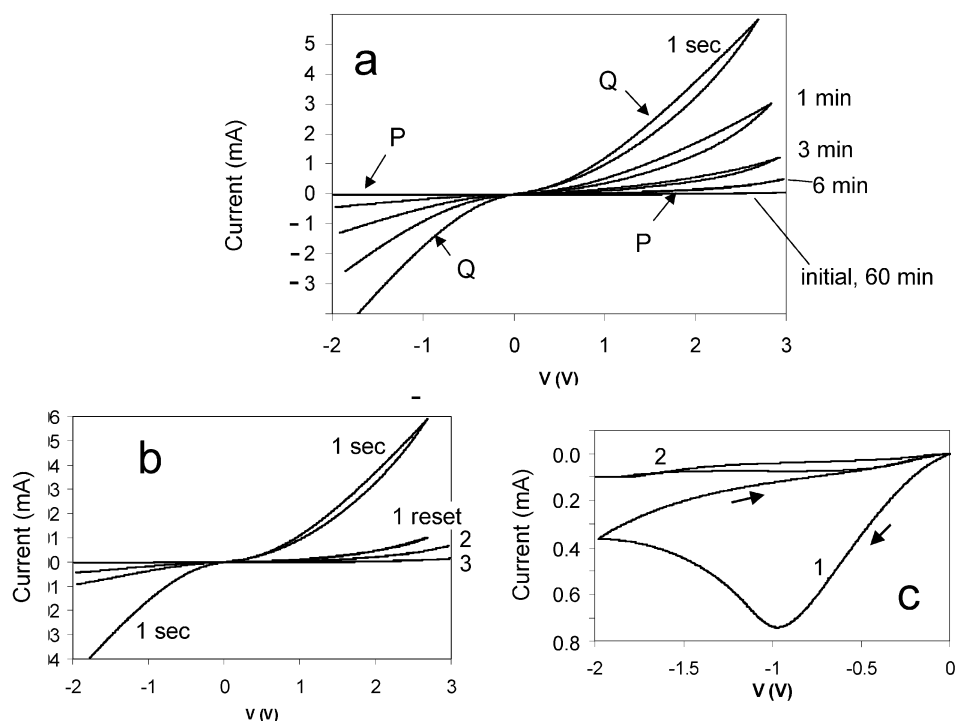 a
5
4
3
2
1
0
- 1
- 2
- 3
Current (mA)
1 sec
Q
P
1 min
3 min
6 min
P
Q
initial, 60 min
-2 -1 0 1 2 3
V (V)
-
b
Current (mA)
1 sec
1 reset
2
3
1 sec
-2 -1 0 1 2 3
V (V)
0.0
0.2
0.4
0.6
0.8
Current (mA)
2
1
c
-2 -1.5 -1 -0.5 0
V (V)